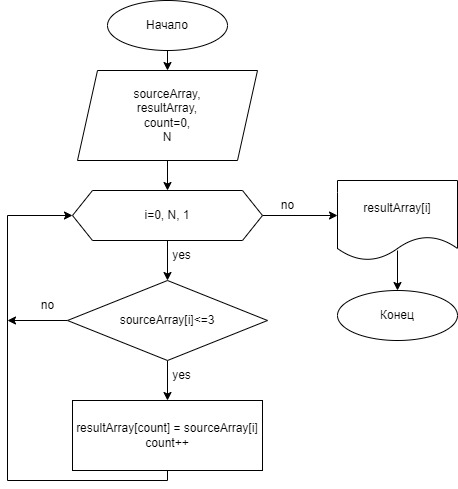 Начало
sourceArray,
resultArray,
count=0,
N
i=0, N, 1
no
resultArray[i]
yes
Конец
no
sourceArray[i]<=3
yes
resultArray[count] = sourceArray[i]
count++